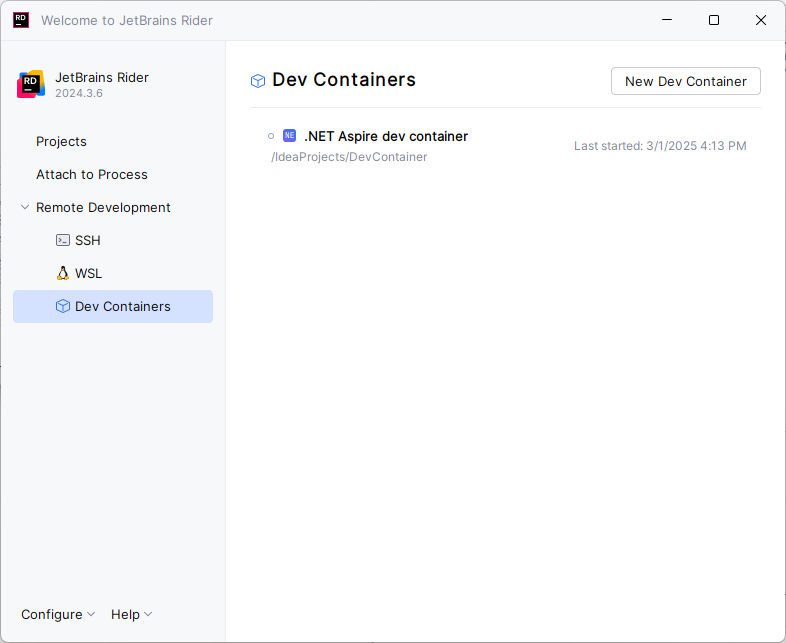 RD Welcome to JetBrains Rider
RD JetBrains Rider
2024.3.6
Projects
Attach to Process
Remote Development
SSH
WSL
Dev Containers
Configure Help
Dev Containers New Dev Container
NE .NET Aspire dev container
/IdeaProjects/DevContainer
Last started: 3/1/2025 4:13 PM